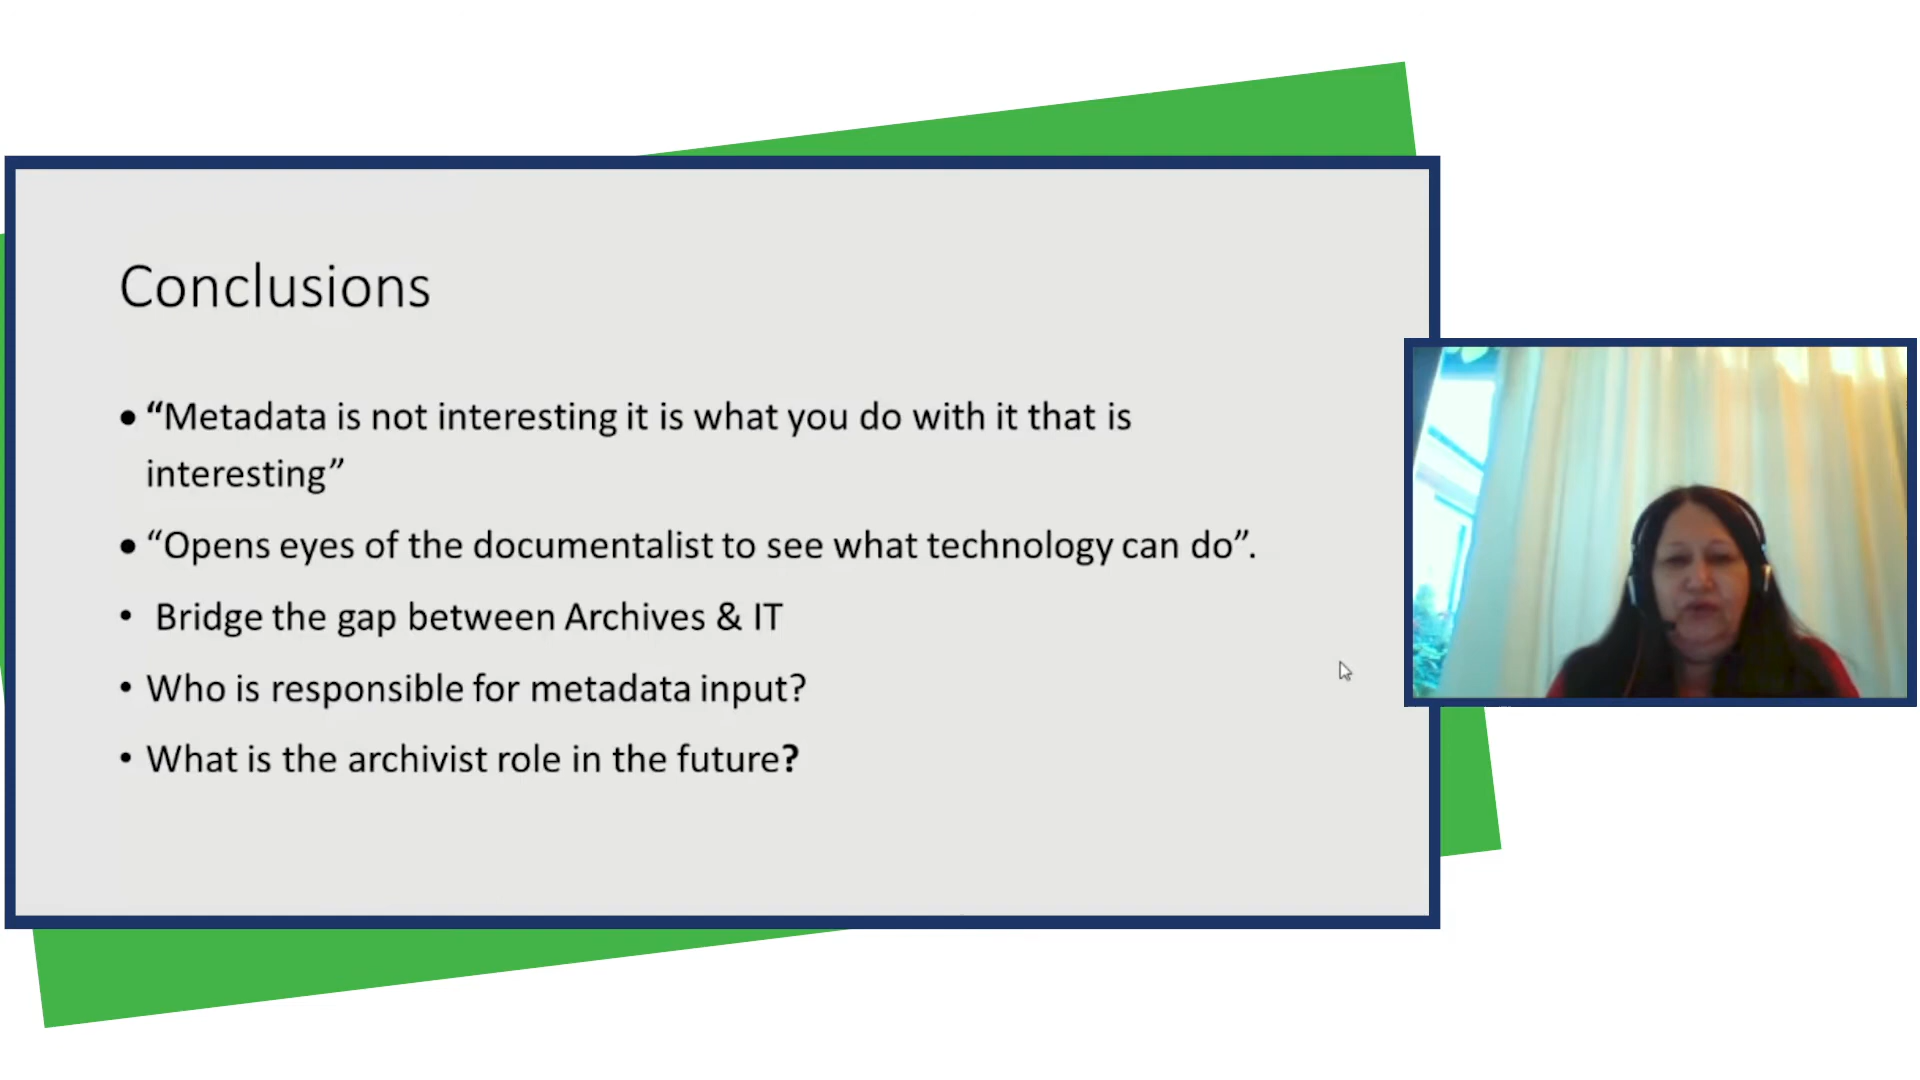 Conclusions
• “Metadata is not interesting it is what you do with it that is
interesting”
• “Opens eyes of the documentalist to see what technology can do”.
• Bridge the gap between Archives & IT
• Who is responsible for metadata input?
• What is the archivist role in the future?